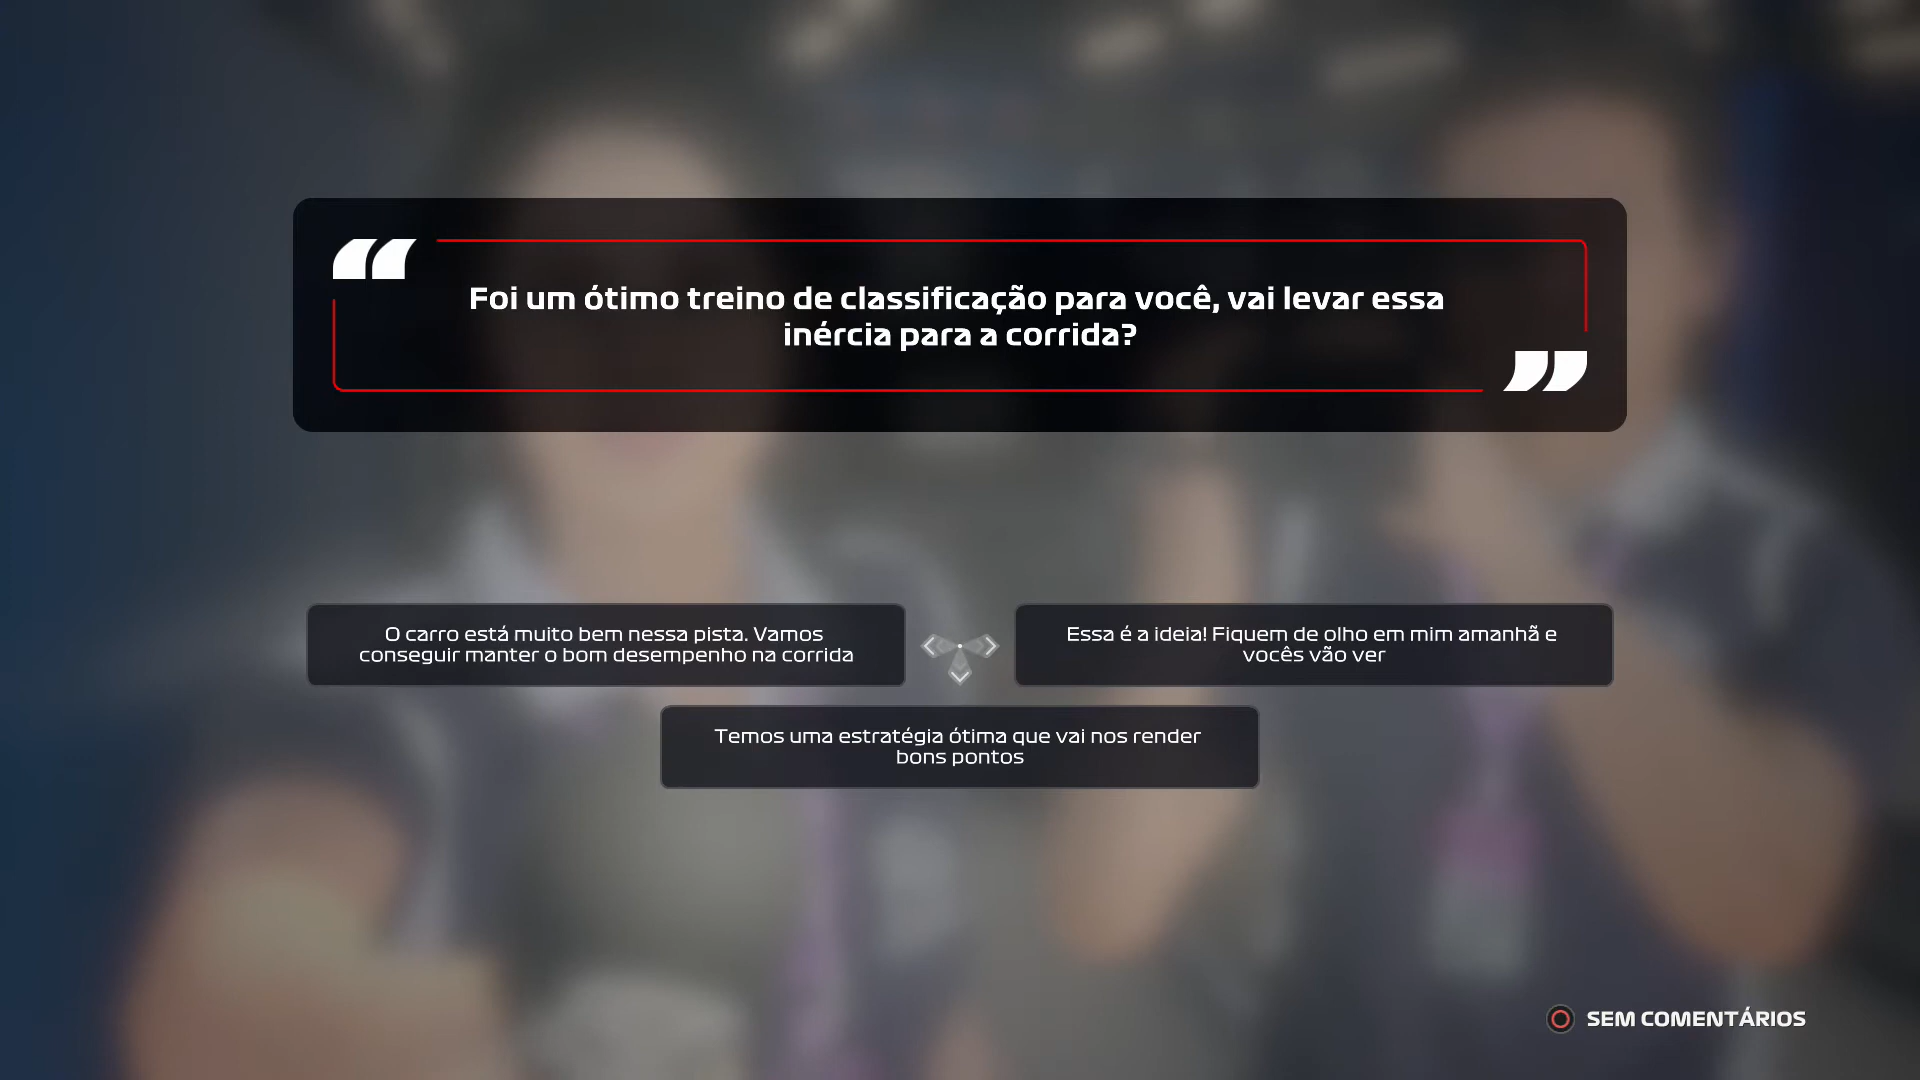 Foi um ótimo treino de classificação para você, vai levar essa
inércia para a corrida?
O carro está muito bem nessa pista. Vamos
conseguir manter o bom desempenho na corrida
Essa é a ideia! Fiquem de olho em mim amanhã e
vocês vão ver
Temos uma estratégia ótima que vai nos render
bons pontos
SEM COMENTÁRIOS